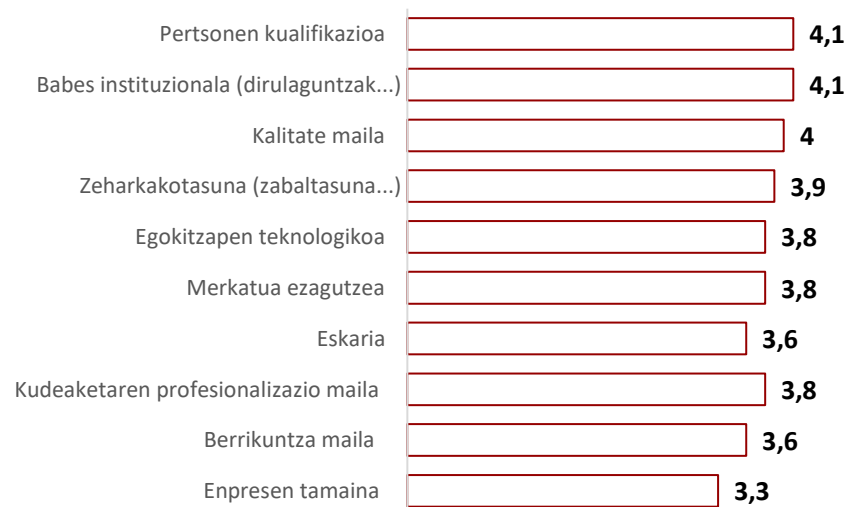 Pertsonen kualifikazioa 4,1
Babes instituzionala (dirulaguntzak...) 4,1
Kalitate maila 4
Zeharkakotasuna (zabaltasuna...) 3,9
Egokitzapen teknologikoa 3,8
Merkatua ezagutzea 3,8
Eskaria 3,6
Kudeaketaren profesionalizazio maila 3,8
Berrikuntza maila 3,6
Enpresen tamaina 3,3